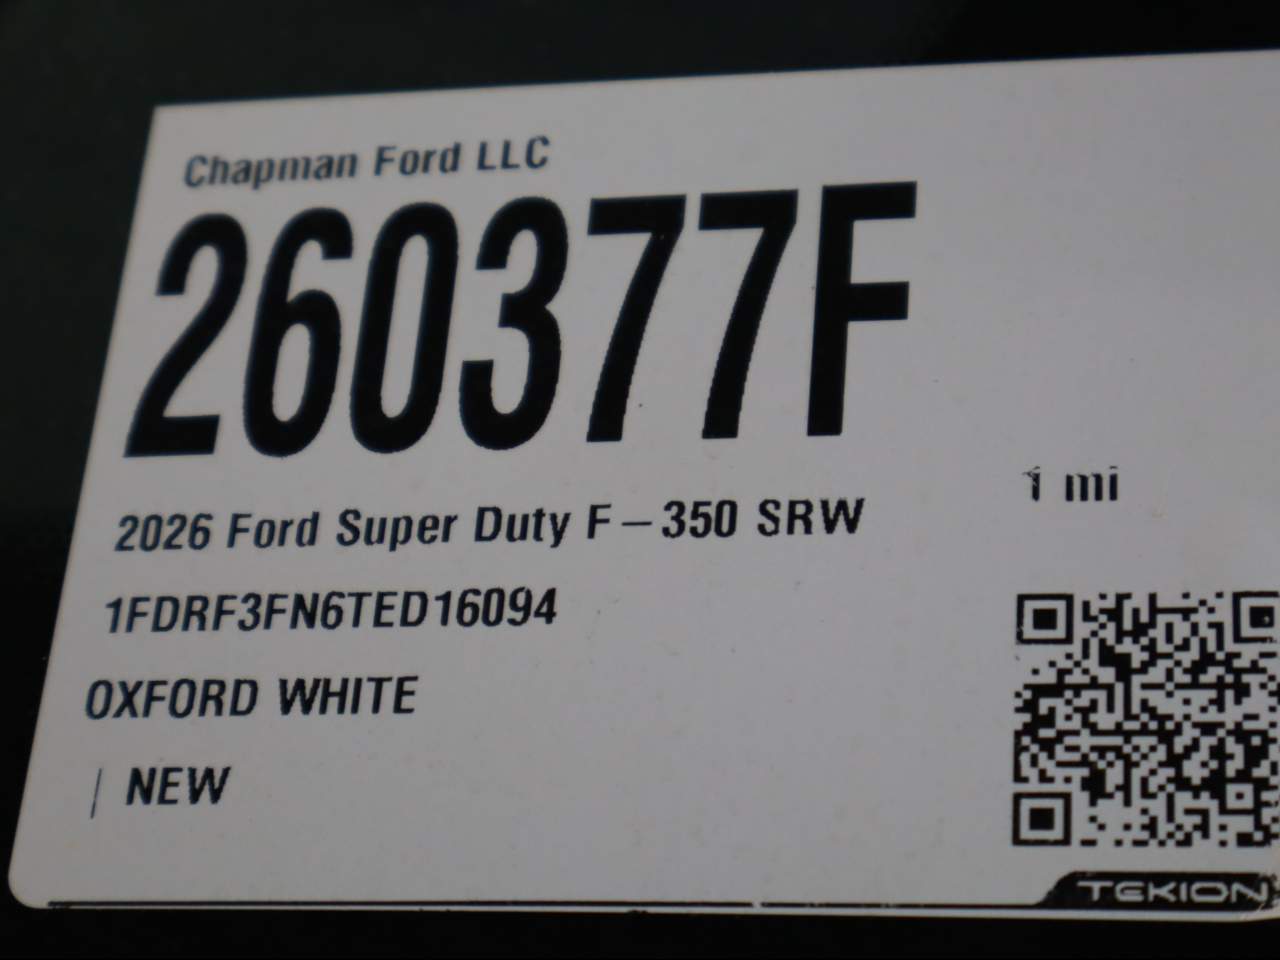 Chapman Ford LLC
260377F
1 mi
2026 Ford Super Duty F-350 SRW
1FDRF3FN6TED16094
OXFORD WHITE
| NEW
TEKION